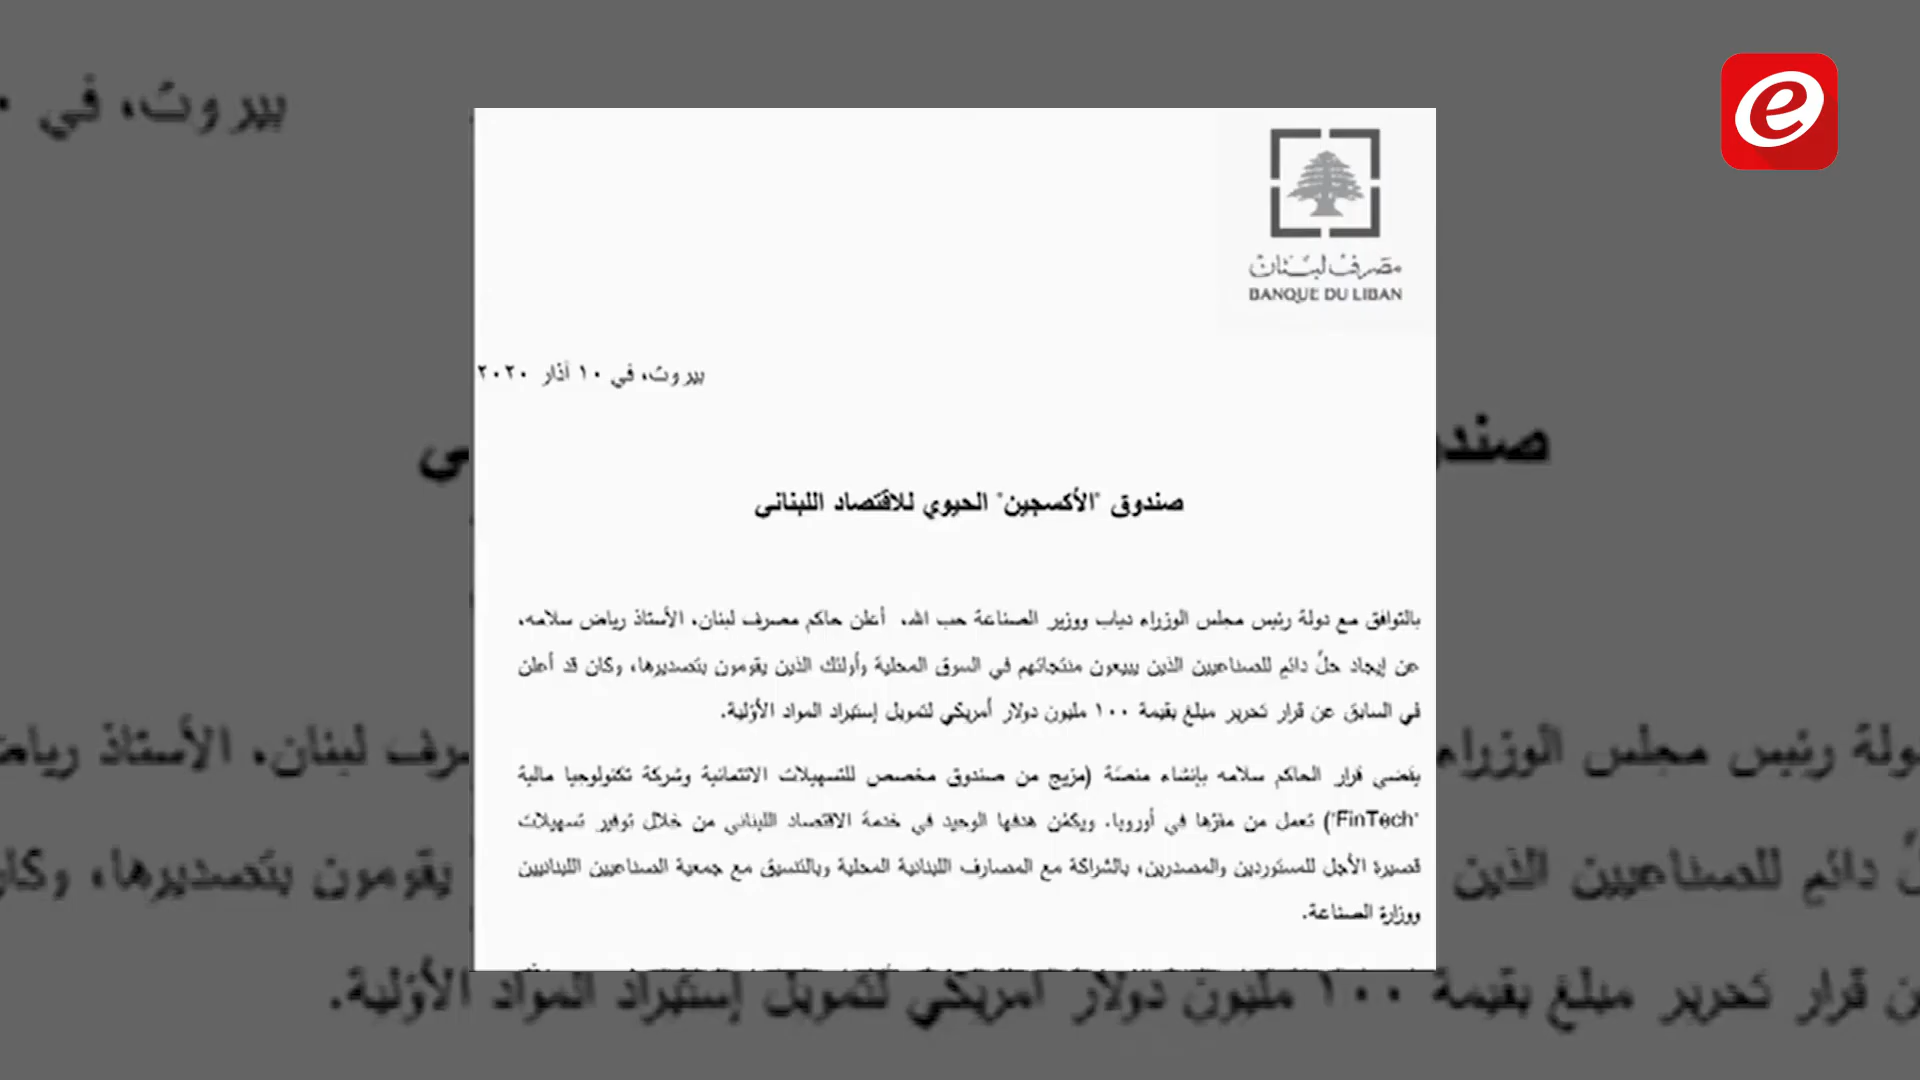 مصرف لبنان
BANQUE DU LIBAN
بيروت، في ١٠ آذار ٢٠٢٠
صندوق "الأكسجين" الحيوي للاقتصاد اللبناني
بالتوافق مع دولة رئيس مجلس الوزراء دياب ووزير الصناعة حب الله، أعلن حاكم مصرف لبنان، الأستاذ رياض سلامه،
عن إيجاد حلٍّ دائمٍ للصناعيين الذين يبيعون منتجاتهم في السوق المحلية وأولئك الذين يقومون بتصديرها، وكان قد أعلن
في السابق عن قرار تحرير مبلغ بقيمة ١٠٠ مليون دولار أمريكي لتمويل إستيراد المواد الأوّلية.
يقضي قرار الحاكم سلامه بإنشاء منصّة (مزيج من صندوق مخصص للتسهيلات الائتمانية وشركة تكنولوجيا مالية
"FinTech") تعمل من مقرّها في أوروبا. ويكمُن هدفها الوحيد في خدمة الاقتصاد اللبناني من خلال توفير تسهيلات
قصيرة الأجل للمستوردين والمصدرين، بالشراكة مع المصارف اللبنانية المحلية وبالتنسيق مع جمعية الصناعيين اللبنانيين
ووزارة الصناعة.